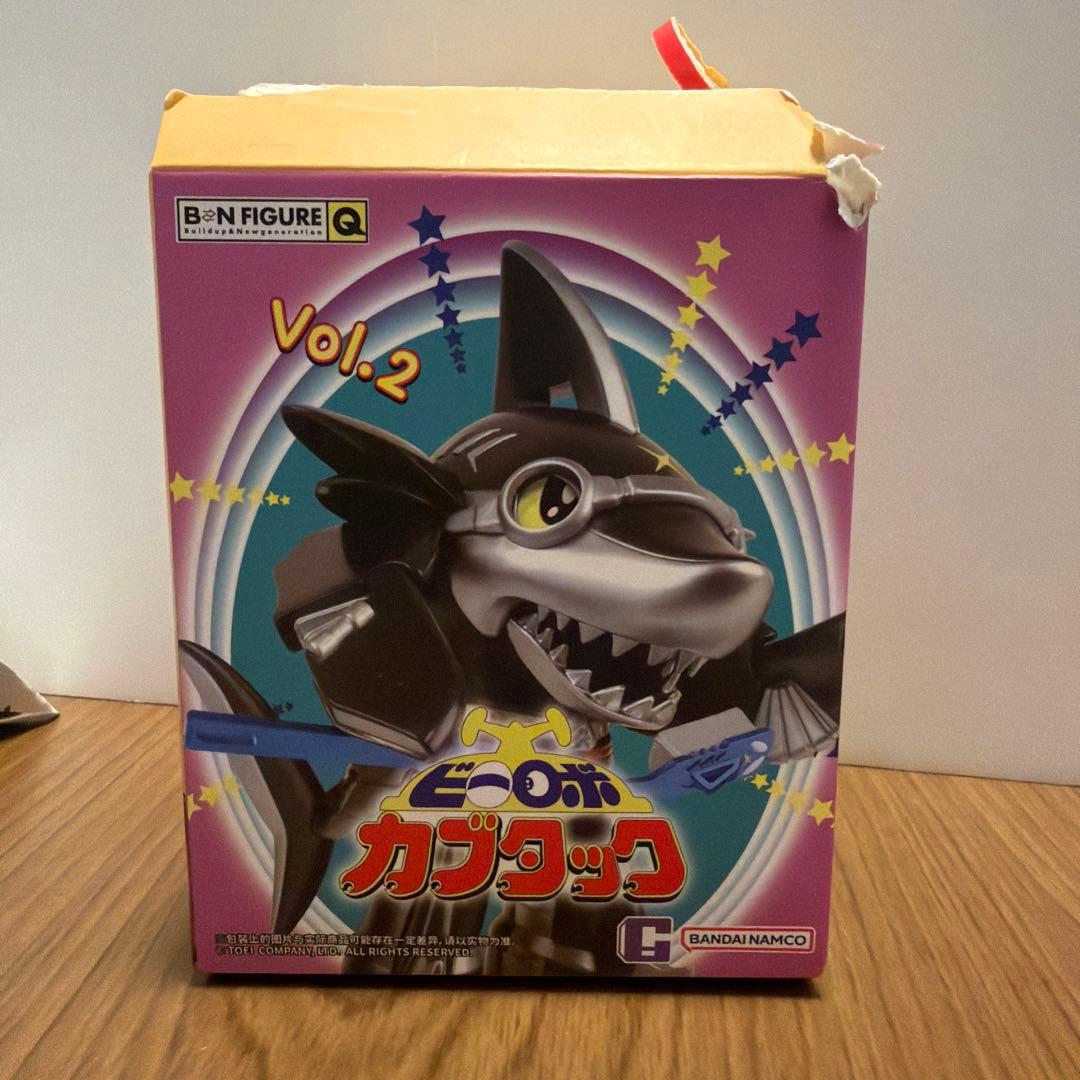 B⇄N FIGURE Q
Buildup&Newgeneration
Vol.2
ビーロボ
カブタック
包装上的图片与实际商品可能存在一定差异,请以实物为准.
©TOEI COMPANY, LTD. ALL RIGHTS RESERVED
BANDAI NAMCO